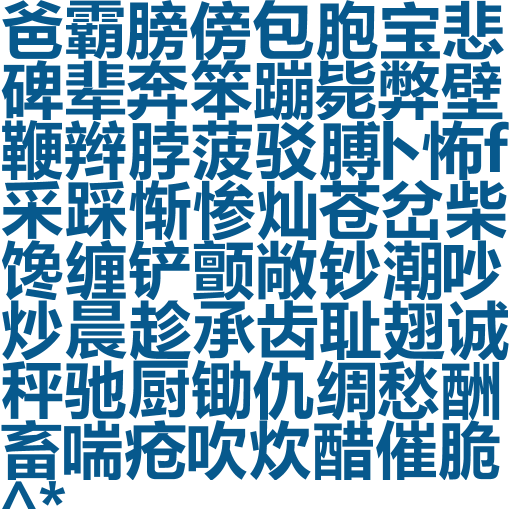 爸霸膀傍包胞宝悲
碑辈奔笨蹦毙弊壁
鞭辫脖菠驳膊卜怖f
采踩惭惨灿苍岔柴
馋缠铲颤敞钞潮吵
炒晨趁承齿耻翅诚
秤驰厨锄仇绸愁酬
畜喘疮吹炊醋催脆
^*